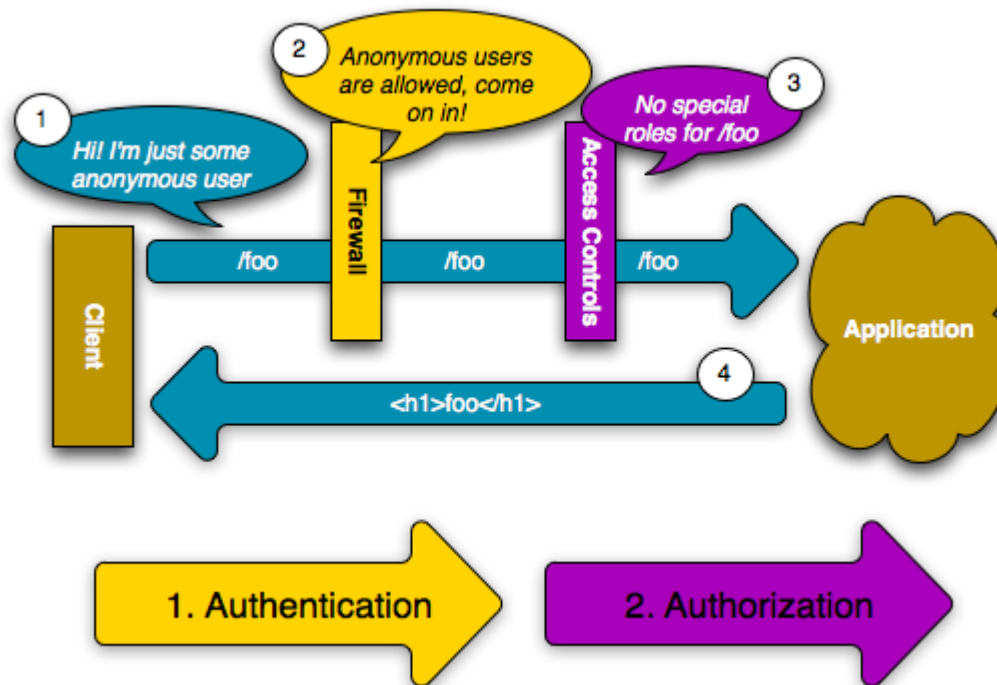 2
Anonymous users
are allowed, come
on in!
3
No special
roles for /foo
1
Hi! I'm just some
anonymous user
Firewall
Access Controls
/foo
/foo
/foo
Client
Application
4
<h1>foo</h1>
1. Authentication
2. Authorization